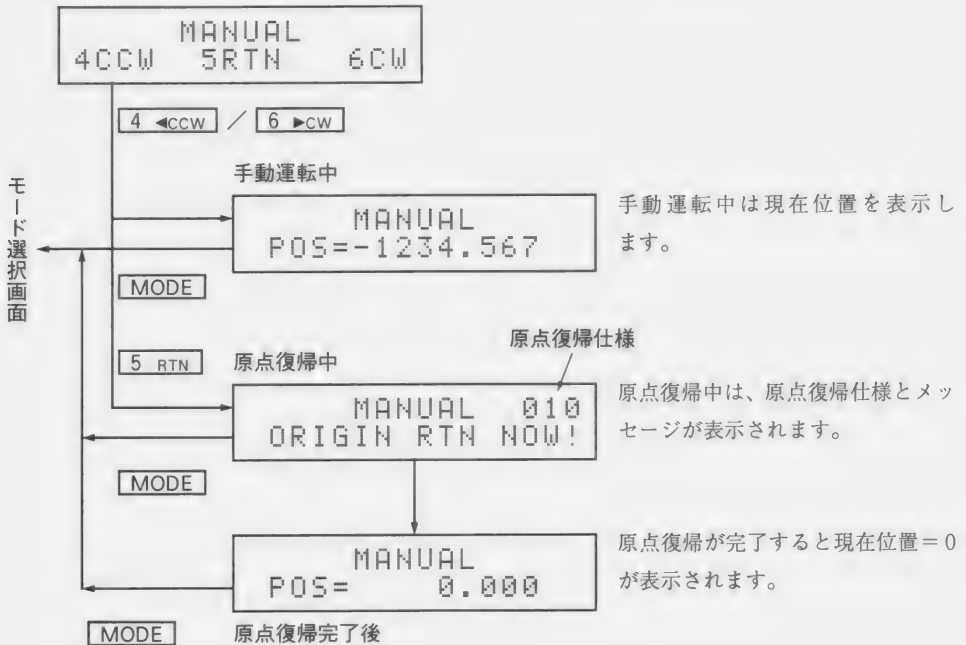 MANUAL
4CCW 5RTN 6CW
4 ◄CCW / 6 ►CW
手動運転中
MANUAL
POS=-1234.567
手動運転中は現在位置を表示し
ます。
モード選択画面
MODE
原点復帰仕様
5 RTN 原点復帰中
MANUAL 010
ORIGIN RTN NOW!
原点復帰中は、原点復帰仕様とメッ
セージが表示されます。
MODE
MANUAL
POS= 0.000
原点復帰が完了すると現在位置=0
が表示されます。
MODE 原点復帰完了後